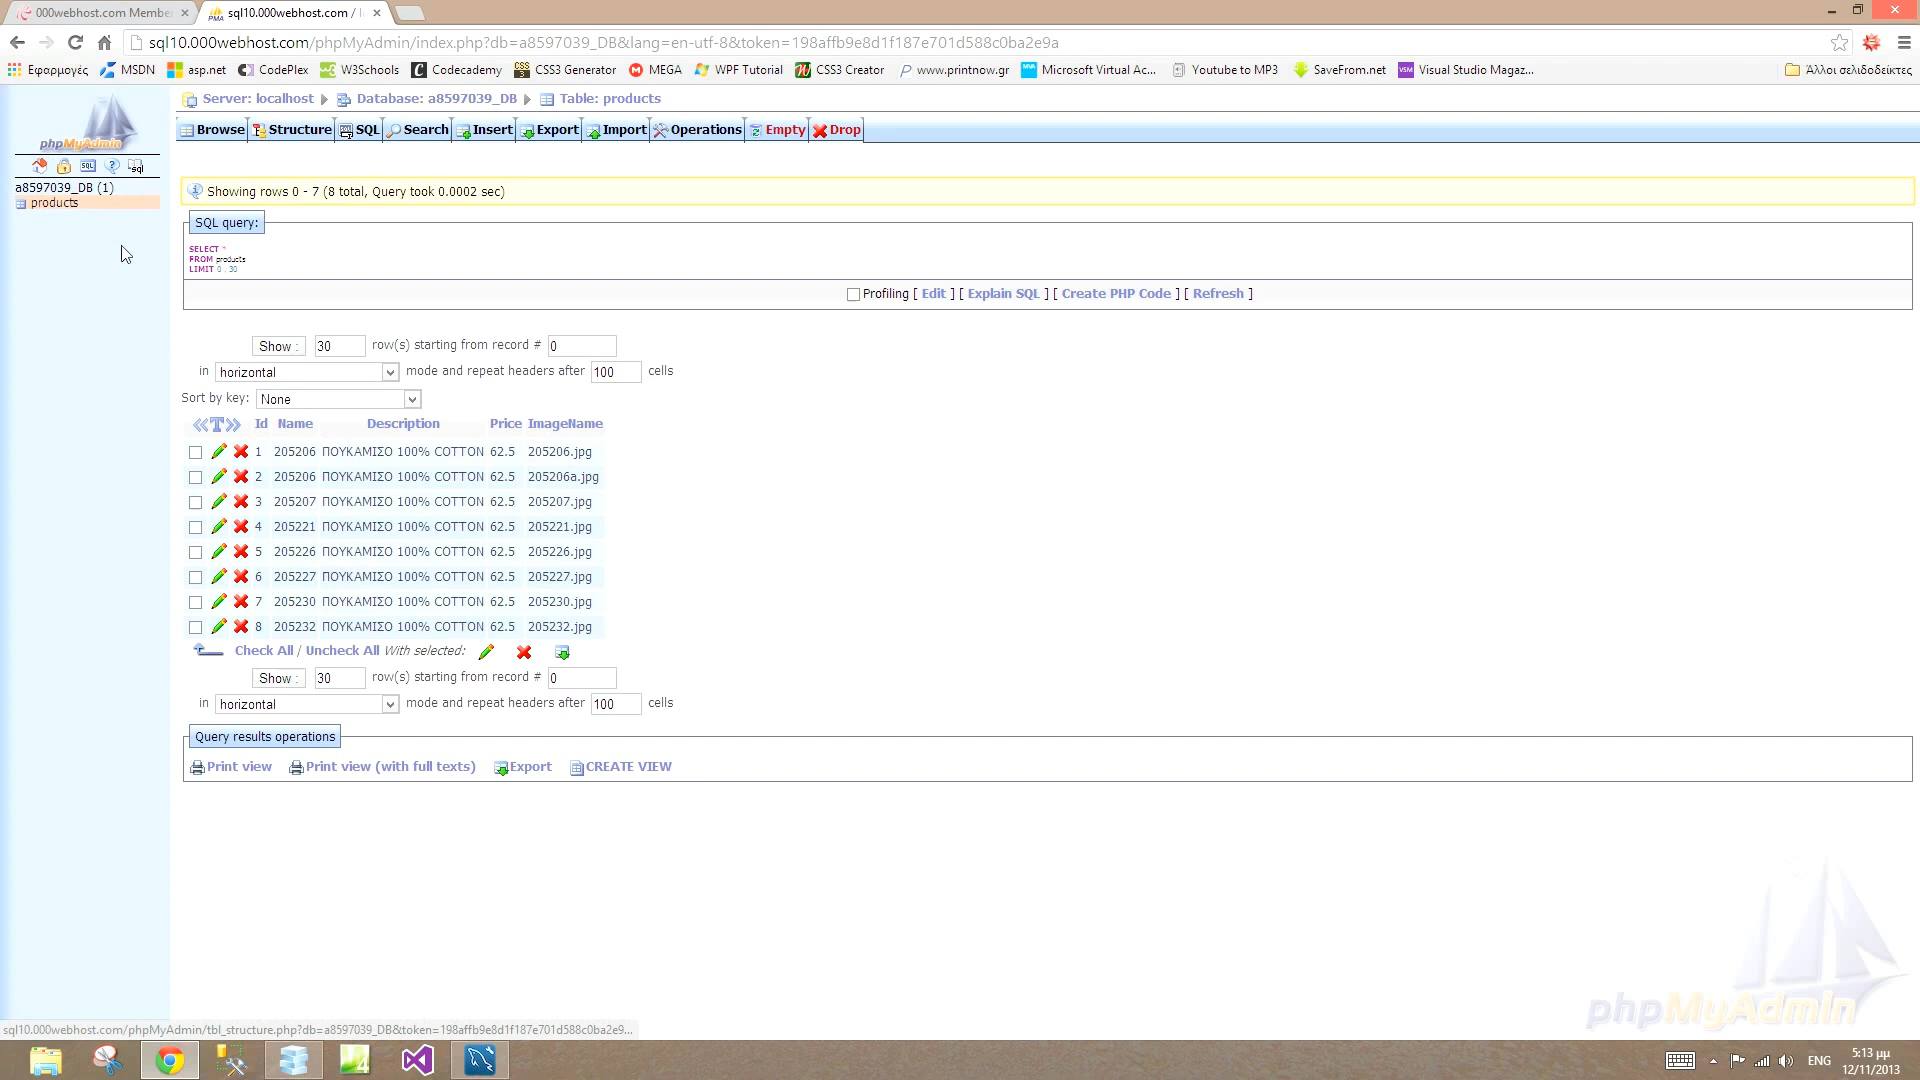 000webhost.com Membe
sql10.000webhost.com /
sql10.000webhost.com/phpMyAdmin/index.php?db=a8597039_DB&lang=en-utf-8&token=198affb9e8d1f187e701d588c0ba2e9a
Εφαρμογές MSDN asp.net CodePlex W3Schools Codecademy CSS3 Generator MEGA WPF Tutorial CSS3 Creator www.printnow.gr Microsoft Virtual Ac... Youtube to MP3 SaveFrom.net Visual Studio Magaz... Άλλοι σελιδοδείκτες
phpMyAdmin
a8597039_DB (1)
products
Server: localhost Database: a8597039_DB Table: products
Browse Structure SQL Search Insert Export Import Operations Empty Drop
Showing rows 0 - 7 (8 total, Query took 0.0002 sec)
SQL query:
SELECT *
FROM products
LIMIT 0 , 30
Profiling [ Edit ] [ Explain SQL ] [ Create PHP Code ] [ Refresh ]
Show : 30 row(s) starting from record # 0
in horizontal mode and repeat headers after 100 cells
Sort by key: None
Id Name Description Price ImageName
1 205206 ΠΟΥΚΑΜΙΣΟ 100% COTTON 62.5 205206.jpg
2 205206 ΠΟΥΚΑΜΙΣΟ 100% COTTON 62.5 205206a.jpg
3 205207 ΠΟΥΚΑΜΙΣΟ 100% COTTON 62.5 205207.jpg
4 205221 ΠΟΥΚΑΜΙΣΟ 100% COTTON 62.5 205221.jpg
5 205226 ΠΟΥΚΑΜΙΣΟ 100% COTTON 62.5 205226.jpg
6 205227 ΠΟΥΚΑΜΙΣΟ 100% COTTON 62.5 205227.jpg
7 205230 ΠΟΥΚΑΜΙΣΟ 100% COTTON 62.5 205230.jpg
8 205232 ΠΟΥΚΑΜΙΣΟ 100% COTTON 62.5 205232.jpg
Check All / Uncheck All With selected:
Show : 30 row(s) starting from record # 0
in horizontal mode and repeat headers after 100 cells
Query results operations
Print view Print view (with full texts) Export CREATE VIEW
phpMyAdmin
sql10.000webhost.com/phpMyAdmin/tbl_structure.php?db=a8597039_DB&token=198affb9e8d1f187e701d588c0ba2e9...
ENG
5:13 μμ
12/11/2013